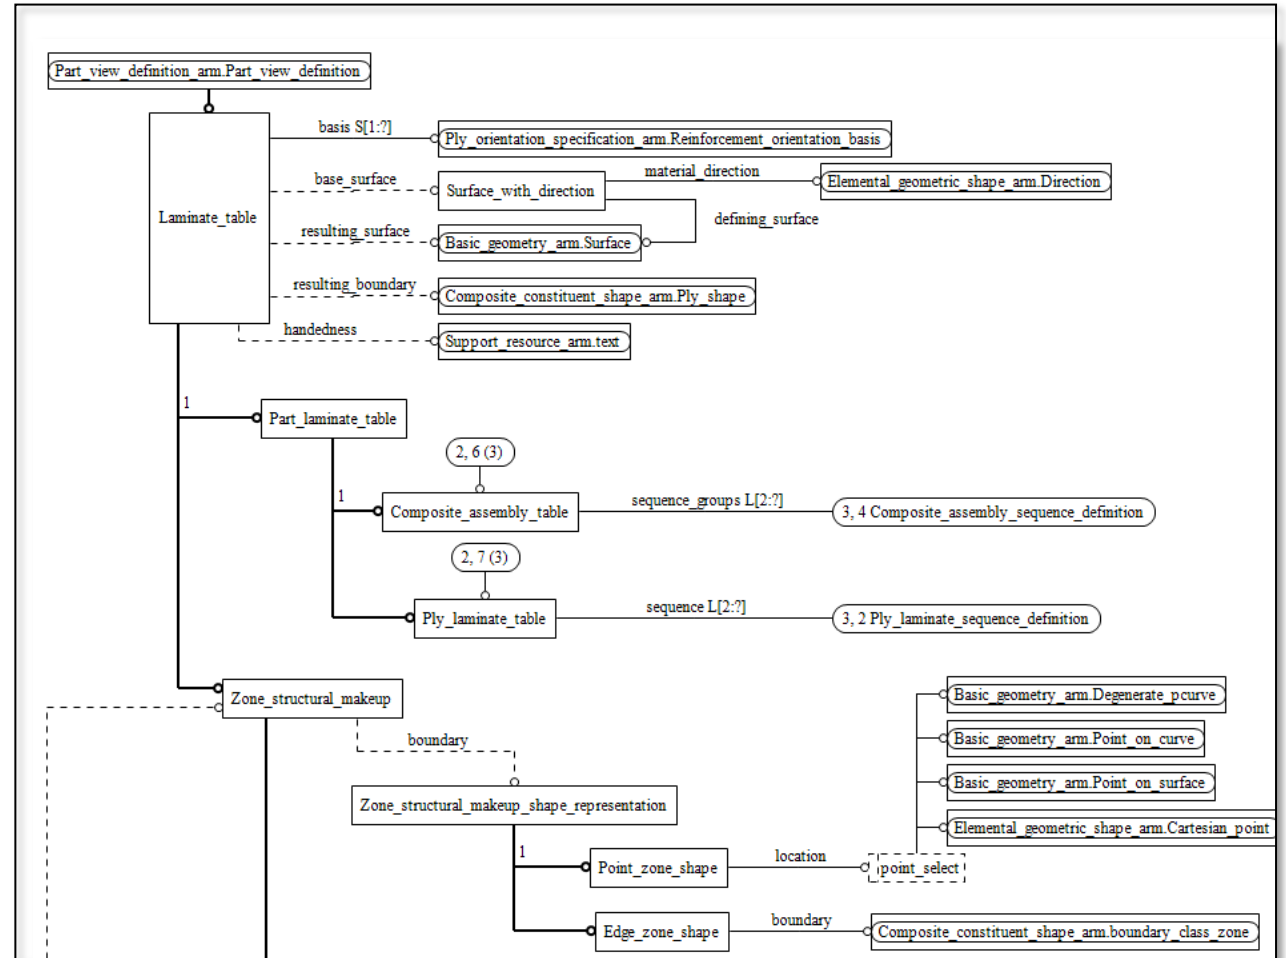 Part_view_definition_arm.Part_view_definition
basis S[1:?]
Ply_orientation_specification_arm.Reinforcement_orientation_basis
base_surface
Surface_with_direction
material_direction
Elemental_geometric_shape_arm.Direction
Laminate_table
defining_surface
resulting_surface
Basic_geometry_arm.Surface
resulting_boundary
Composite_constituent_shape_arm.Ply_shape
handedness
Support_resource_arm.text
1
Part_laminate_table
2, 6 (3)
1
Composite_assembly_table
sequence_groups L[2:?]
3, 4 Composite_assembly_sequence_definition
2, 7 (3)
Ply_laminate_table
sequence L[2:?]
3, 2 Ply_laminate_sequence_definition
Zone_structural_makeup
boundary
Basic_geometry_arm.Degenerate_pcurve
Basic_geometry_arm.Point_on_curve
Basic_geometry_arm.Point_on_surface
Zone_structural_makeup_shape_representation
Elemental_geometric_shape_arm.Cartesian_point
1
Point_zone_shape
location
point_select
Edge_zone_shape
boundary
Composite_constituent_shape_arm.boundary_class_zone